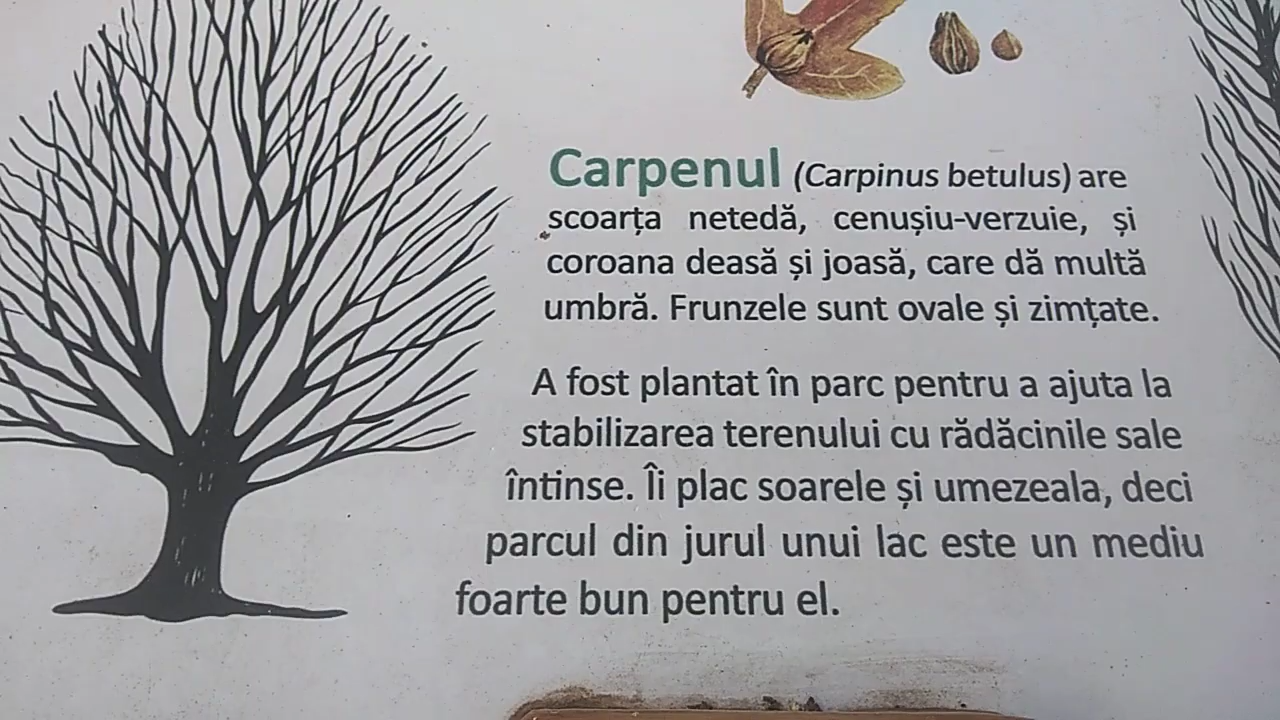 Carpenul (Carpinus betulus) are
scoarța netedă, cenușiu-verzuie, și
coroana deasă și joasă, care dă multă
umbră. Frunzele sunt ovale și zimțate.
A fost plantat în parc pentru a ajuta la
stabilizarea terenului cu rădăcinile sale
întinse. Îi plac soarele și umezeala, deci
parcul din jurul unui lac este un mediu
foarte bun pentru el.